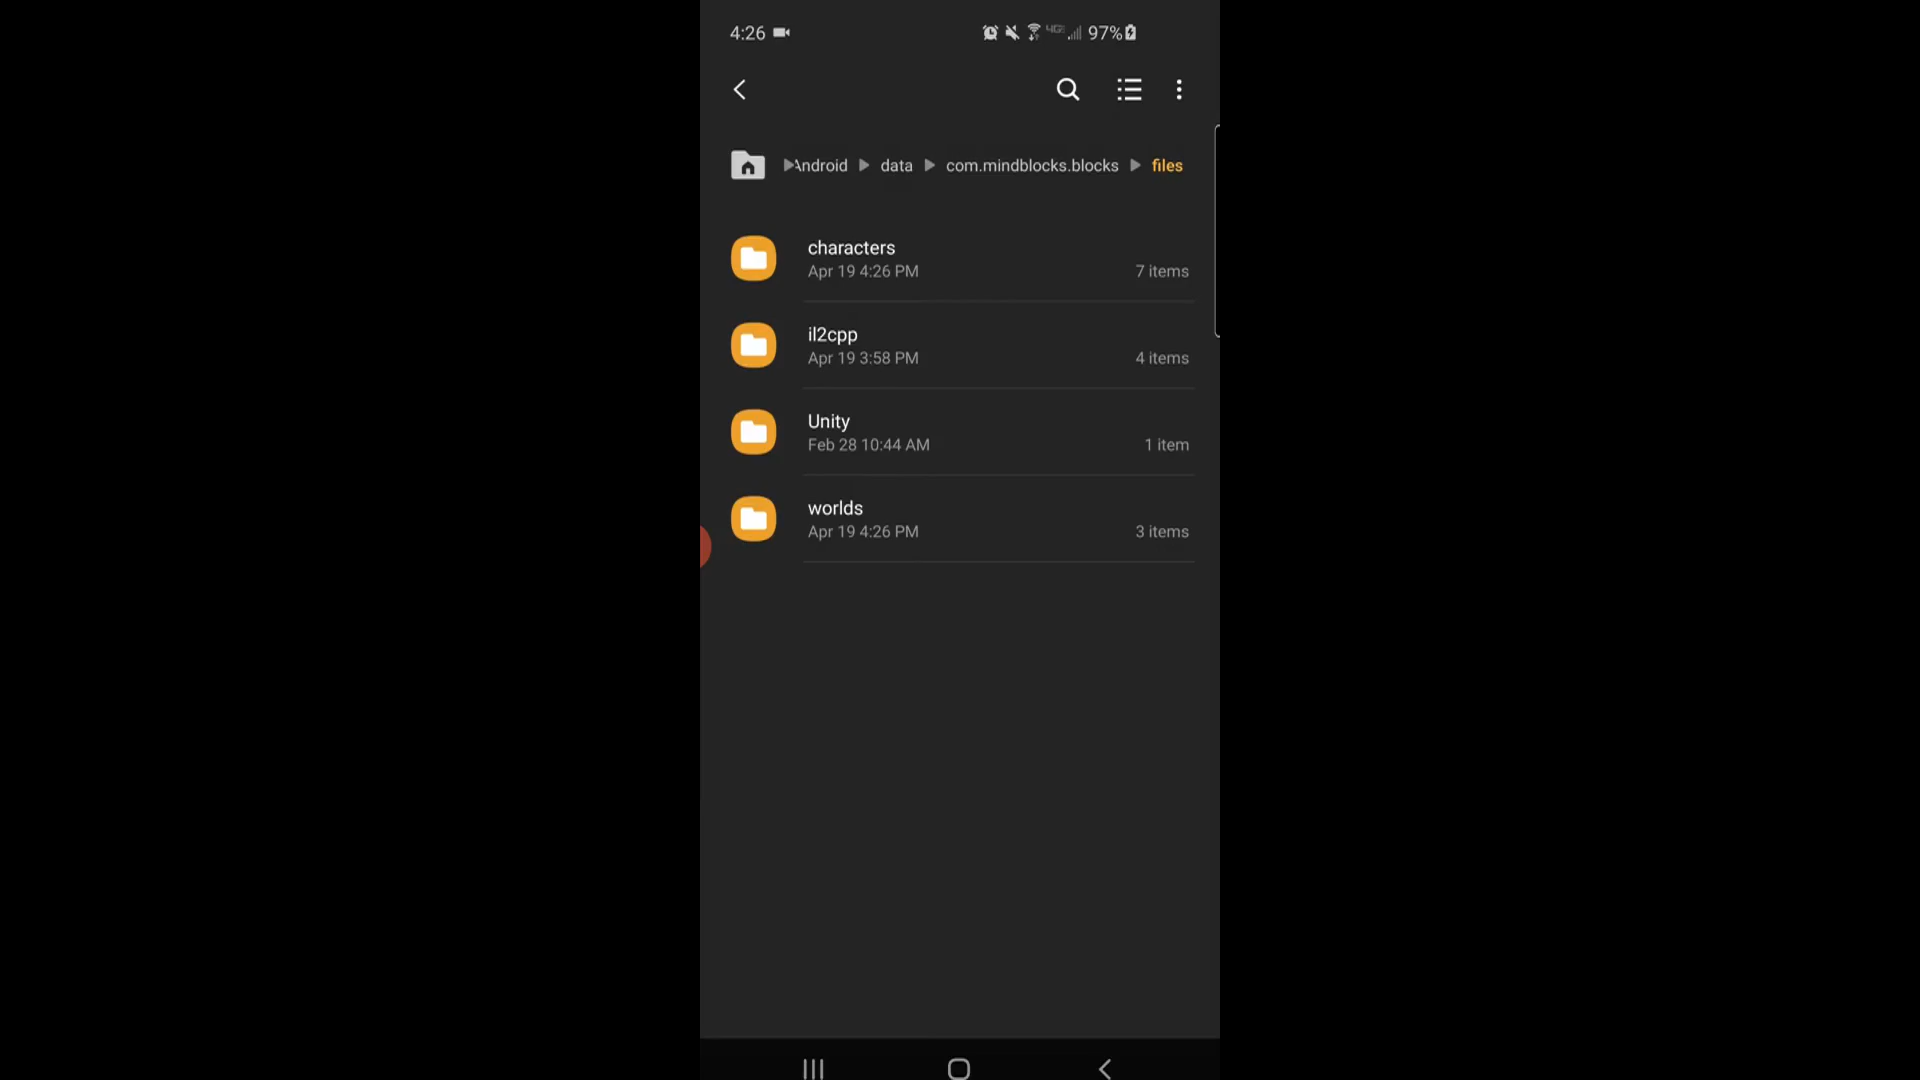 4:26 4GE 97%
Android data com.mindblocks.blocks files
characters
Apr 19 4:26 PM 7 items
il2cpp
Apr 19 3:58 PM 4 items
Unity
Feb 28 10:44 AM 1 item
worlds
Apr 19 4:26 PM 3 items